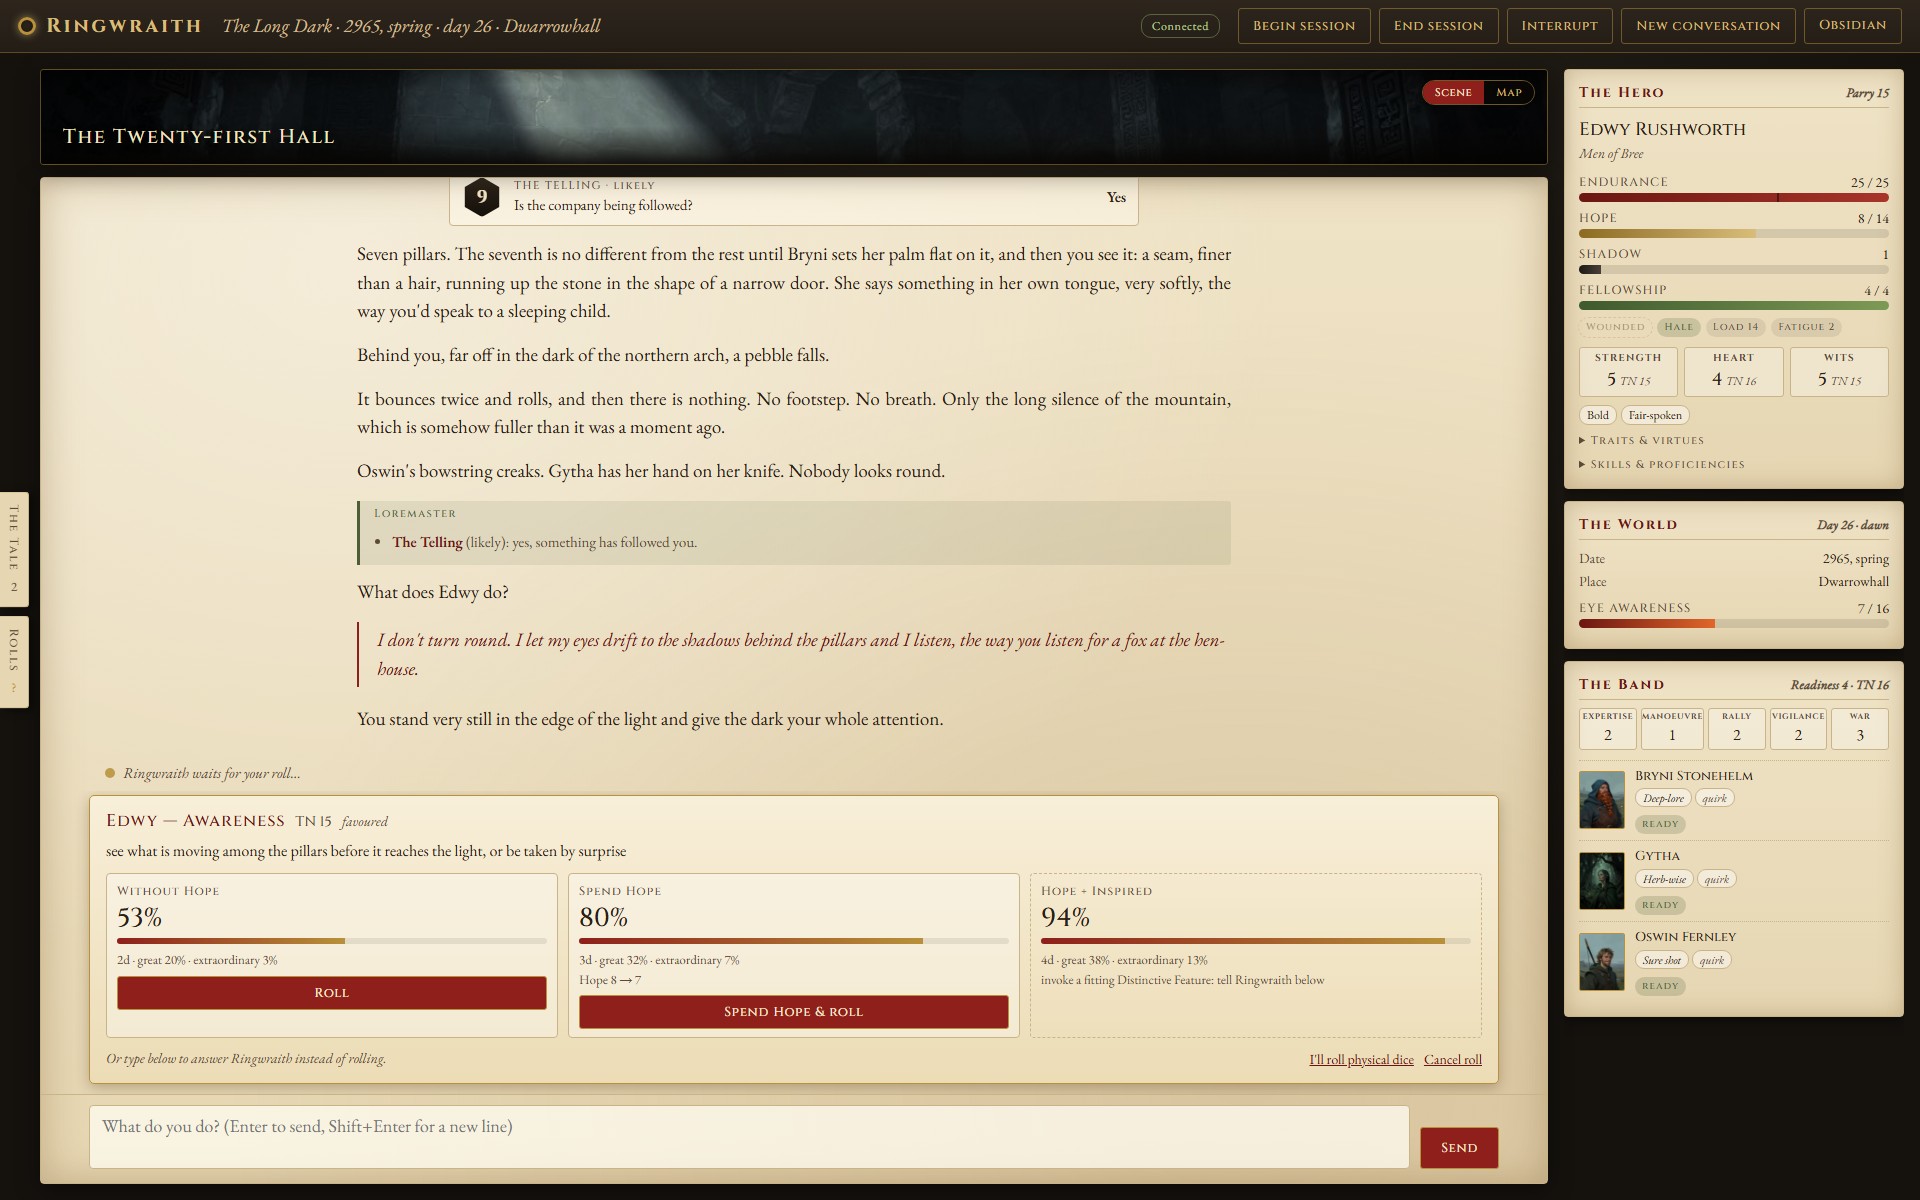 RINGWRAITH
The Long Dark · 2965, spring · day 26 · Dwarrowhall
Connected
BEGIN SESSION
END SESSION
INTERRUPT
NEW CONVERSATION
OBSIDIAN
THE TWENTY-FIRST HALL
SCENE
MAP
9
THE TELLING · LIKELY
Is the company being followed?
Yes
Seven pillars. The seventh is no different from the rest until Bryni sets her palm flat on it, and then you see it: a seam, finer
than a hair, running up the stone in the shape of a narrow door. She says something in her own tongue, very softly, the
way you'd speak to a sleeping child.
Behind you, far off in the dark of the northern arch, a pebble falls.
It bounces twice and rolls, and then there is nothing. No footstep. No breath. Only the long silence of the mountain,
which is somehow fuller than it was a moment ago.
Oswin's bowstring creaks. Gytha has her hand on her knife. Nobody looks round.
LOREMASTER
• The Telling (likely): yes, something has followed you.
What does Edwy do?
I don't turn round. I let my eyes drift to the shadows behind the pillars and I listen, the way you listen for a fox at the hen-
house.
You stand very still in the edge of the light and give the dark your whole attention.
Ringwraith waits for your roll...
EDWY — AWARENESS TN 15 favoured
see what is moving among the pillars before it reaches the light, or be taken by surprise
WITHOUT HOPE
53%
2d · great 20% · extraordinary 3%
ROLL
SPEND HOPE
80%
3d · great 32% · extraordinary 7%
Hope 8 → 7
SPEND HOPE & ROLL
HOPE + INSPIRED
94%
4d · great 38% · extraordinary 13%
invoke a fitting Distinctive Feature: tell Ringwraith below
Or type below to answer Ringwraith instead of rolling.
I'll roll physical dice
Cancel roll
What do you do? (Enter to send, Shift+Enter for a new line)
SEND
THE TALE 2
ROLLS ?
THE HERO
Parry 15
EDWY RUSHWORTH
Men of Bree
ENDURANCE 25 / 25
HOPE 8 / 14
SHADOW 1
FELLOWSHIP 4 / 4
WOUNDED
HALE
LOAD 14
FATIGUE 2
STRENGTH
5 TN 15
HEART
4 TN 16
WITS
5 TN 15
Bold
Fair-spoken
▶ TRAITS & VIRTUES
▶ SKILLS & PROFICIENCIES
THE WORLD
Day 26 · dawn
Date 2965, spring
Place Dwarrowhall
EYE AWARENESS 7 / 16
THE BAND
Readiness 4 · TN 16
EXPERTISE
2
MANOEUVRE
1
RALLY
2
VIGILANCE
2
WAR
3
BRYNI STONEHELM
Deep-lore
quirk
READY
GYTHA
Herb-wise
quirk
READY
OSWIN FERNLEY
Sure shot
quirk
READY